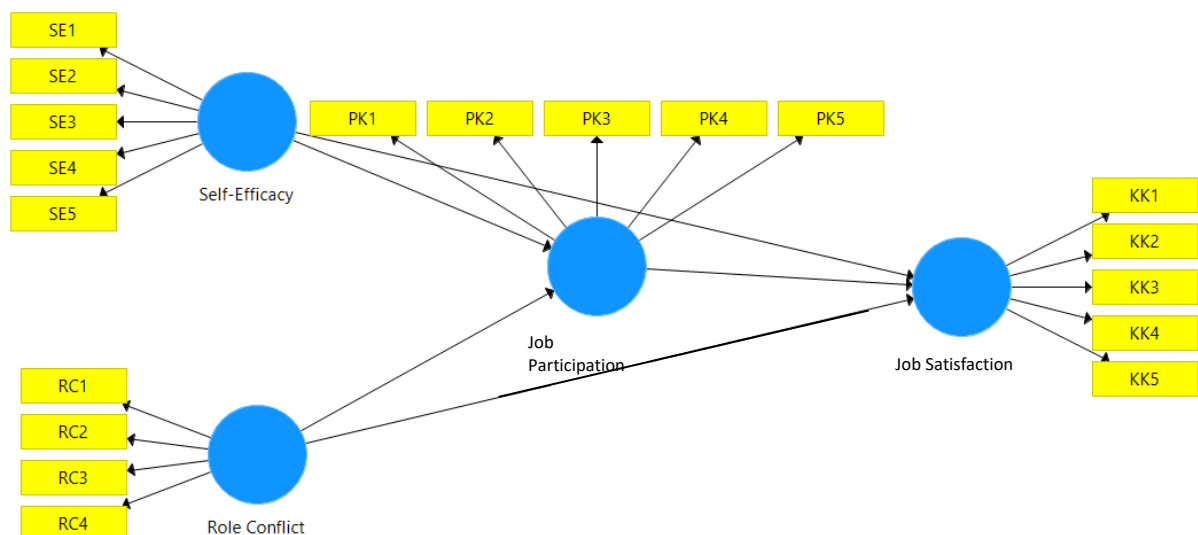 SE1
SE2
SE3
SE4
SE5
Self-Efficacy
PK1
PK2
PK3
PK4
PK5
Job
Participation
KK1
KK2
KK3
KK4
KK5
Job Satisfaction
RC1
RC2
RC3
RC4
Role Conflict